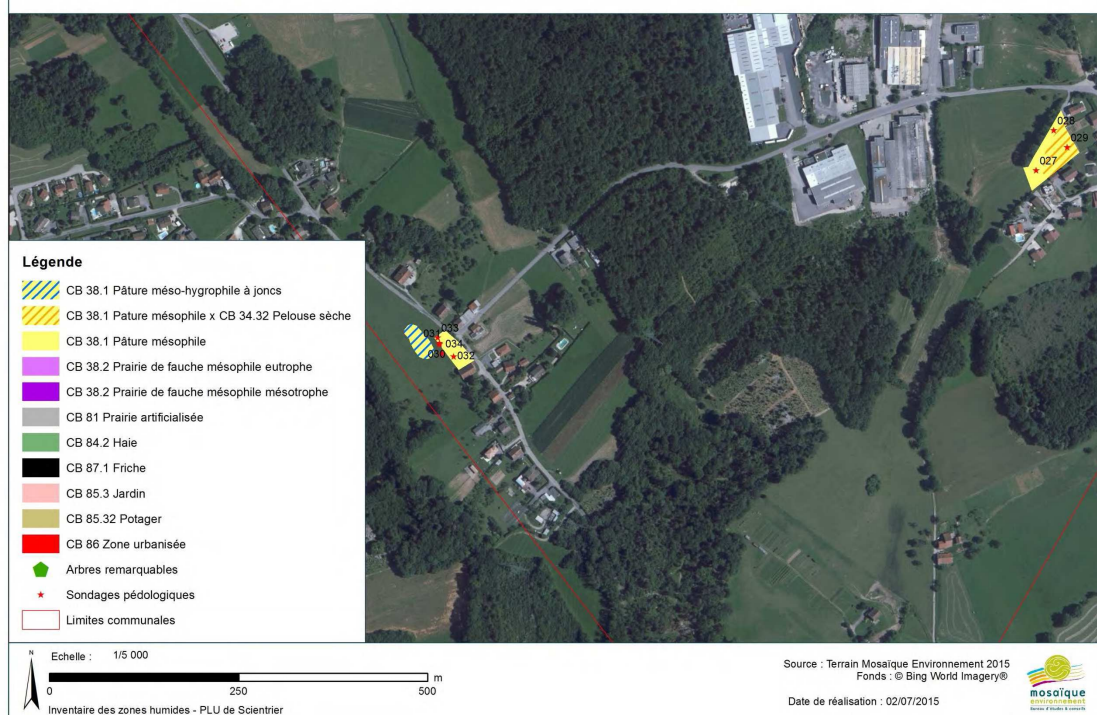 028
029
027
031
033
034
030
032
Légende
CB 38.1 Pâture méso-hygrophile à joncs
CB 38.1 Pature mésophile x CB 34.32 Pelouse sèche
CB 38.1 Pâture mésophile
CB 38.2 Prairie de fauche mésophile eutrophe
CB 38.2 Prairie de fauche mésophile mésotrophe
CB 81 Prairie artificialisée
CB 84.2 Haie
CB 87.1 Friche
CB 85.3 Jardin
CB 85.32 Potager
CB 86 Zone urbanisée
Arbres remarquables
Sondages pédologiques
Limites communales
N
Echelle : 1/5 000
m
0 250 500
Inventaire des zones humides - PLU de Scientrier
Source : Terrain Mosaïque Environnement 2015
Fonds : © Bing World Imagery®
Date de réalisation : 02/07/2015
mosaïque
environnement
bureau d'études & conseils